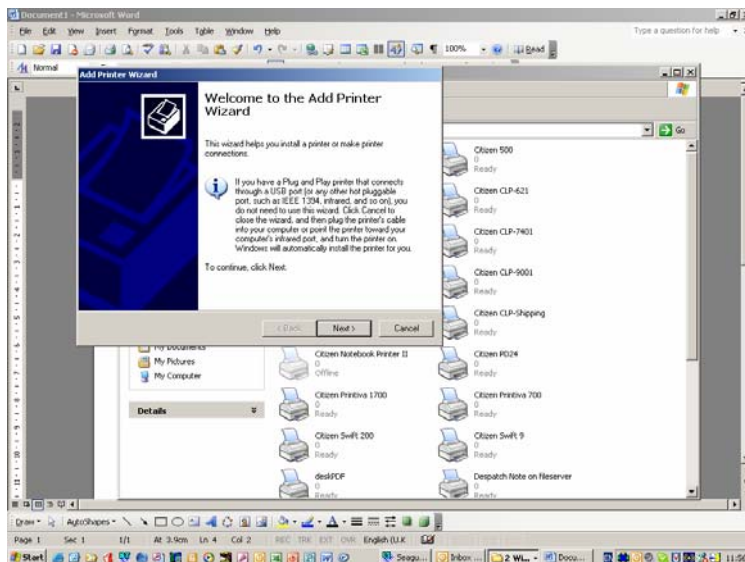 Document1 - Microsoft Word
File Edit View Insert Format Tools Table Window Help
Type a question for help
100%
Read
Normal
Add Printer Wizard
Welcome to the Add Printer
Wizard
This wizard helps you install a printer or make printer
connections.
If you have a Plug and Play printer that connects
through a USB port (or any other hot pluggable
port, such as IEEE 1394, infrared, and so on), you
do not need to use this wizard. Click Cancel to
close the wizard, and then plug the printer's cable
into your computer or point the printer toward your
computer's infrared port, and turn the printer on.
Windows will automatically install the printer for you.
To continue, click Next.
< Back Next > Cancel
Go
Citizen 500
0
Ready
Citizen CLP-621
0
Ready
Citizen CLP-7401
0
Ready
Citizen CLP-9001
0
Ready
Citizen CLP-Shipping
0
Ready
My Documents
My Pictures
My Computer
Details
Citizen Notebook Printer II
0
Offline
Citizen PD24
0
Ready
Citizen Printiva 1700
0
Ready
Citizen Printiva 700
0
Ready
Citizen Swift 200
0
Ready
Citizen Swift 9
0
Ready
deskPDF
0
Ready
Despatch Note on fileserver
0
Ready
Draw AutoShapes
Page 1 Sec 1 1/1 At 3.9cm Ln 4 Col 2 REC TRK EXT OVR English (U.K
Start
Seagu...
Inbox ...
2 Wi...
Docu...